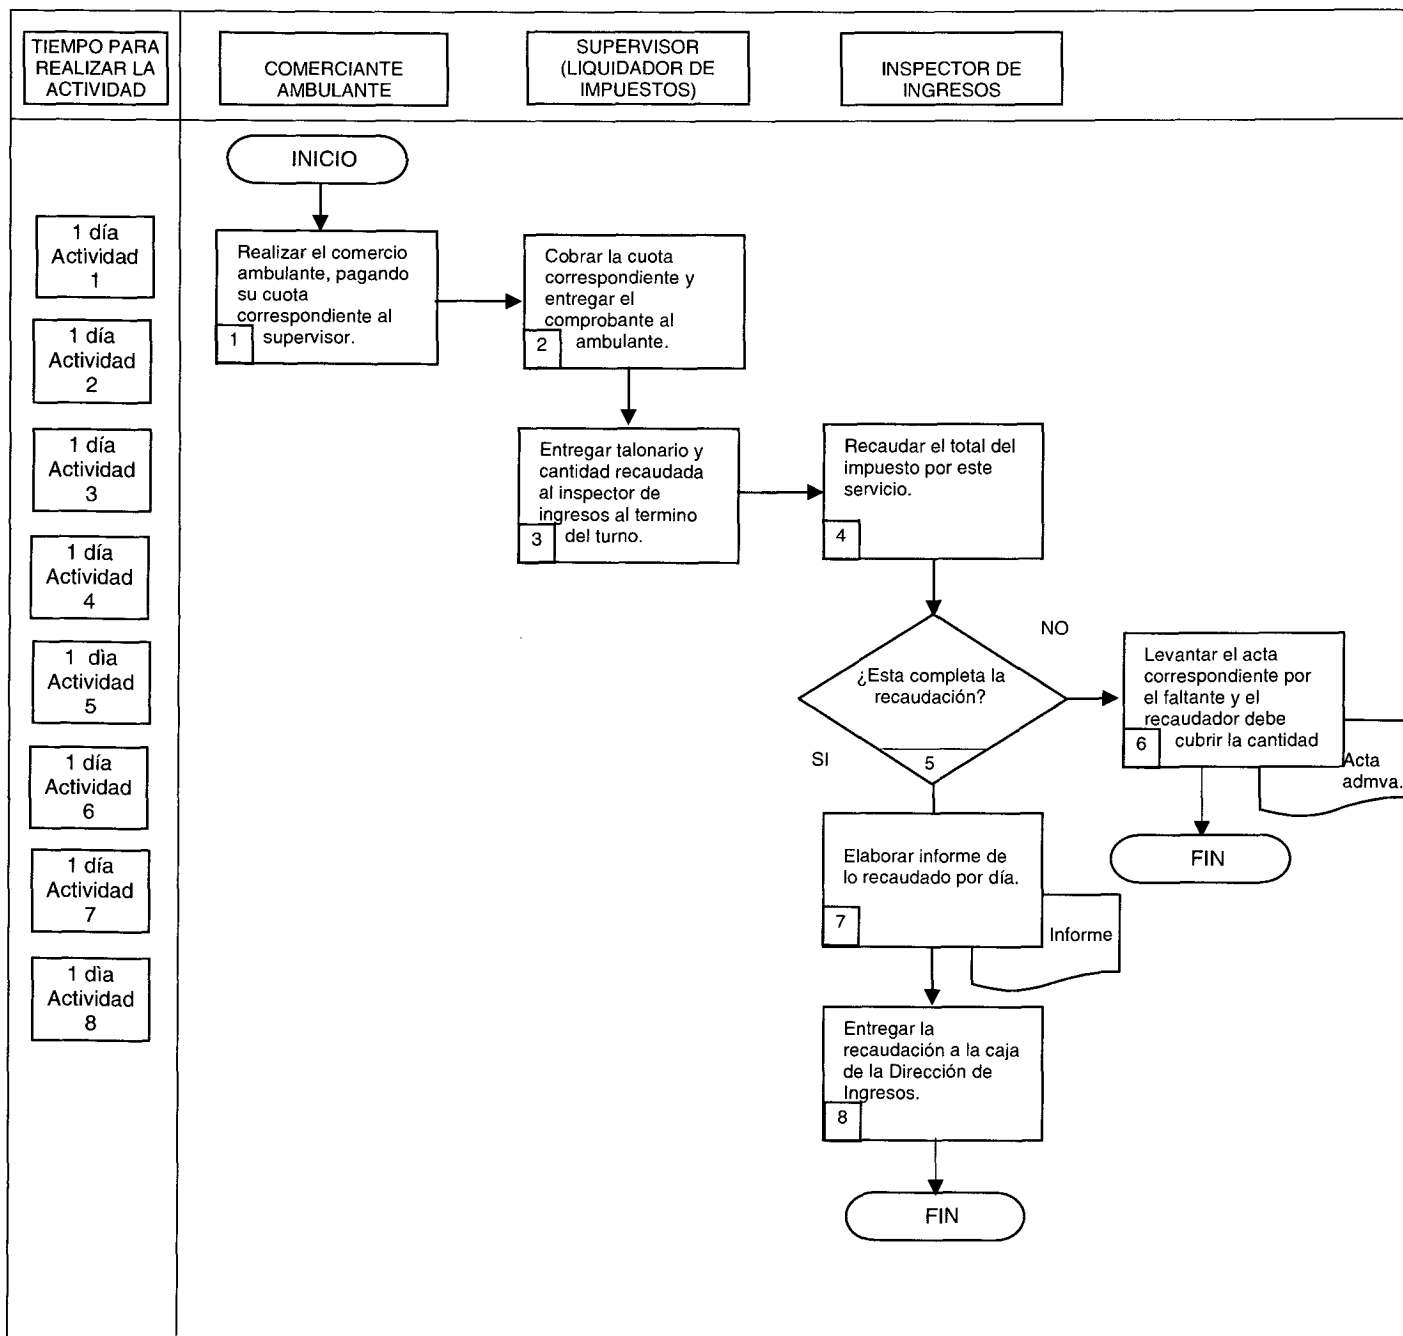 TIEMPO PARA
REALIZAR LA
ACTIVIDAD
COMERCIANTE
AMBULANTE
SUPERVISOR
(LIQUIDADOR DE
IMPUESTOS)
INSPECTOR DE
INGRESOS
INICIO
1 día
Actividad
1
1 día
Actividad
2
1 día
Actividad
3
1 día
Actividad
4
1 dìa
Actividad
5
1 día
Actividad
6
1 día
Actividad
7
1 dìa
Actividad
8
Realizar el comercio
ambulante, pagando
su cuota
correspondiente al
supervisor.
1
Cobrar la cuota
correspondiente y
entregar el
comprobante al
ambulante.
2
Entregar talonario y
cantidad recaudada
al inspector de
ingresos al termino
del turno.
3
Recaudar el total del
impuesto por este
servicio.
4
¿Esta completa la
recaudación?
5
NO
SI
Levantar el acta
correspondiente por
el faltante y el
recaudador debe
cubrir la cantidad
6
Acta
admva.
FIN
Elaborar informe de
lo recaudado por día.
7
Informe
Entregar la
recaudación a la caja
de la Dirección de
Ingresos.
8
FIN